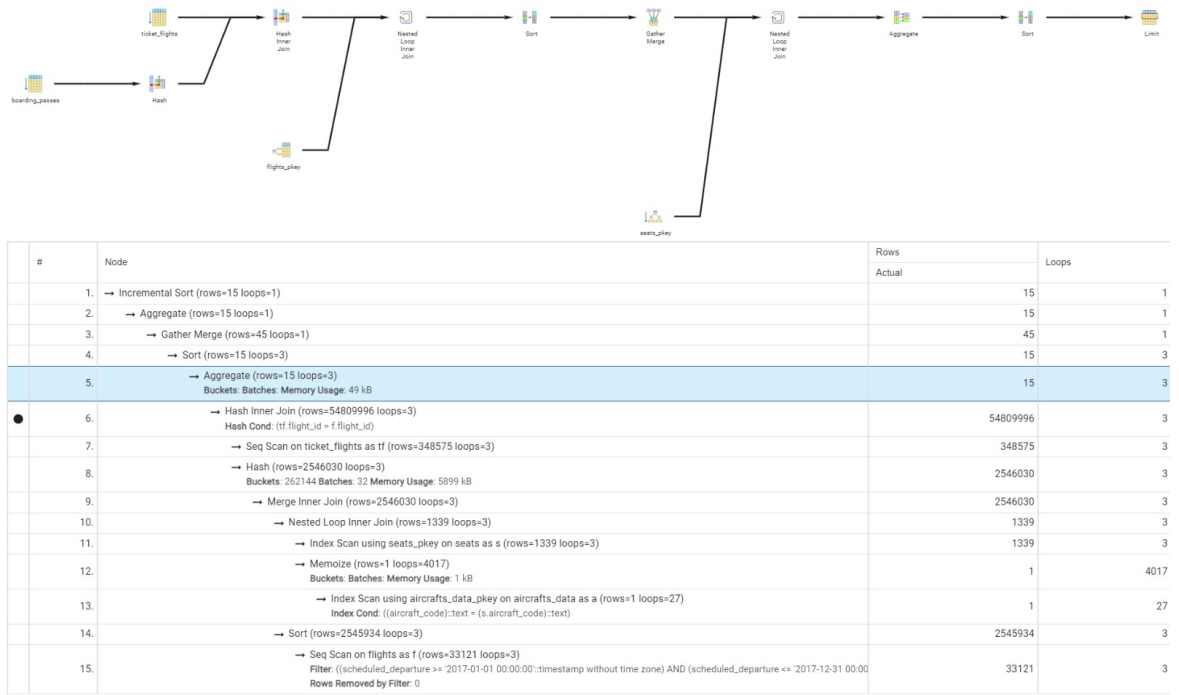 ticket_flights
Hash
Inner
Join
Nested
Loop
Inner
Join
Sort
Gather
Merge
Nested
Loop
Inner
Join
Aggregate
Sort
Limit
boarding_passes
Hash
flights_pkey
seats_pkey
# Node Rows Loops
Actual
1. → Incremental Sort (rows=15 loops=1) 15 1
2. → Aggregate (rows=15 loops=1) 15 1
3. → Gather Merge (rows=45 loops=1) 45 1
4. → Sort (rows=15 loops=3) 15 3
5. → Aggregate (rows=15 loops=3) 15 3
Buckets: Batches: Memory Usage: 49 kB
6. → Hash Inner Join (rows=54809996 loops=3) 54809996 3
Hash Cond: (tf.flight_id = f.flight_id)
7. → Seq Scan on ticket_flights as tf (rows=348575 loops=3) 348575 3
8. → Hash (rows=2546030 loops=3) 2546030 3
Buckets: 262144 Batches: 32 Memory Usage: 5899 kB
9. → Merge Inner Join (rows=2546030 loops=3) 2546030 3
10. → Nested Loop Inner Join (rows=1339 loops=3) 1339 3
11. → Index Scan using seats_pkey on seats as s (rows=1339 loops=3) 1339 3
12. → Memoize (rows=1 loops=4017) 1 4017
Buckets: Batches: Memory Usage: 1 kB
13. → Index Scan using aircrafts_data_pkey on aircrafts_data as a (rows=1 loops=27) 1 27
Index Cond: ((aircraft_code)::text = (s.aircraft_code)::text)
14. → Sort (rows=2545934 loops=3) 2545934 3
15. → Seq Scan on flights as f (rows=33121 loops=3) 33121 3
Filter: ((scheduled_departure >= '2017-01-01 00:00:00'::timestamp without time zone) AND (scheduled_departure <= '2017-12-31 00:00
Rows Removed by Filter: 0